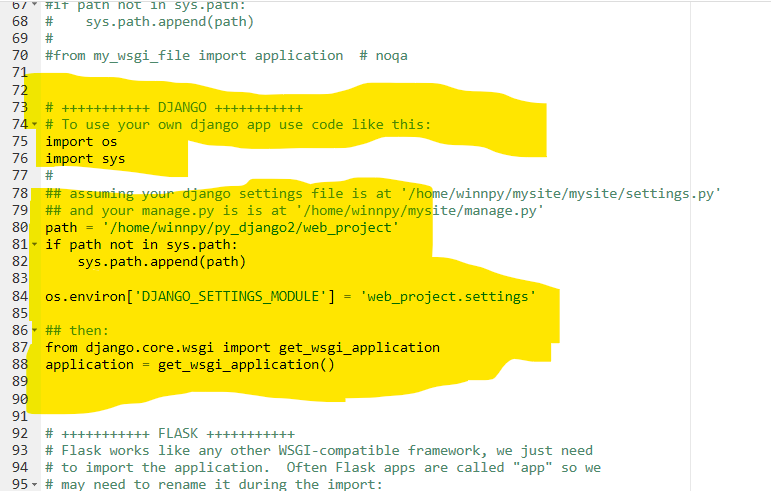 67 #if path not in sys.path:
68 #    sys.path.append(path)
69 #
70 #from my_wsgi_file import application  # noqa
71
72
73 # +++++++++++ DJANGO +++++++++++
74 # To use your own django app use code like this:
75 import os
76 import sys
77 #
78 ## assuming your django settings file is at '/home/winnpy/mysite/mysite/settings.py'
79 ## and your manage.py is is at '/home/winnpy/mysite/manage.py'
80 path = '/home/winnpy/py_django2/web_project'
81 if path not in sys.path:
82     sys.path.append(path)
83
84 os.environ['DJANGO_SETTINGS_MODULE'] = 'web_project.settings'
85
86 ## then:
87 from django.core.wsgi import get_wsgi_application
88 application = get_wsgi_application()
89
90
91
92 # +++++++++++ FLASK +++++++++++
93 # Flask works like any other WSGI-compatible framework, we just need
94 # to import the application.  Often Flask apps are called "app" so we
95 # may need to rename it during the import: